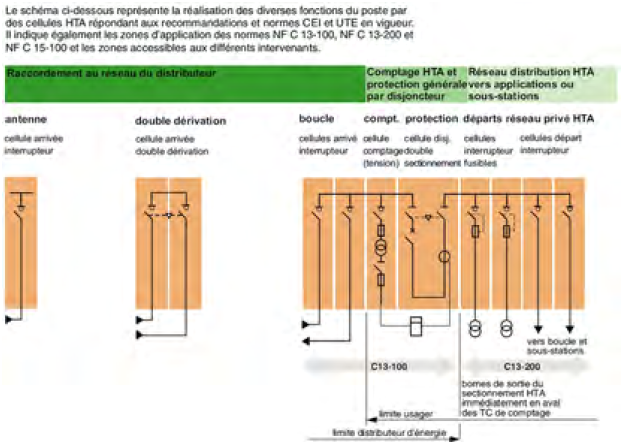 Le schéma ci-dessous représente la réalisation des diverses fonctions du poste par
des cellules HTA répondant aux recommandations et normes CEI et UTE en vigueur.
Il indique également les zones d'application des normes NF C 13-100, NF C 13-200 et
NF C 15-100 et les zones accessibles aux différents intervenants.
Raccordement au réseau du distributeur
Comptage HTA et
protection générale
par disjoncteur
Réseau distribution HTA
vers applications ou
sous-stations
antenne
cellule arrivée
interrupteur
double dérivation
cellule arrivée
double dérivation
boucle
cellules arrivé
interrupteur
compt.
cellule
comptage
(tension)
protection
cellule disj.
double
sectionnement
départs réseau privé HTA
cellules
interrupteur
fusibles
cellules départ
interrupteur
vers boucle et
sous-stations
C13-100
C13-200
bornes de sortie du
sectionnement HTA
immédiatement en aval
des TC de comptage
limite usager
limite distributeur d'énergie